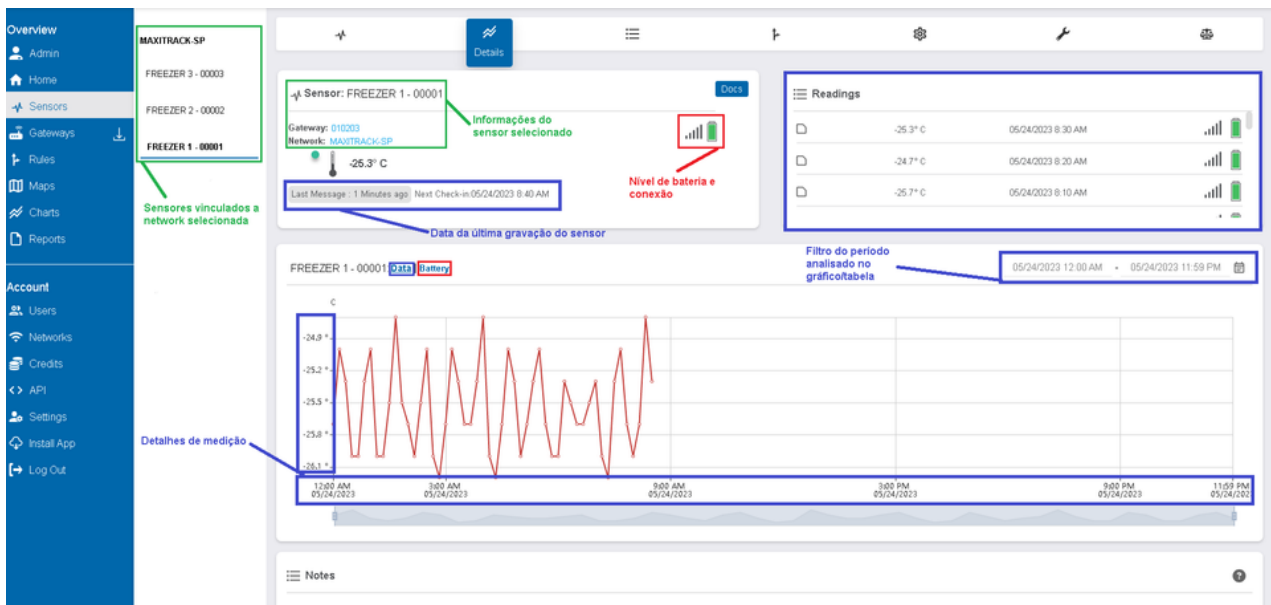 Overview
Admin
Home
Sensors
Gateways
Rules
Maps
Charts
Reports
Account
Users
Networks
Credits
API
Settings
Install App
Log Out
MAXITRACK-SP
FREEZER 3 - 00003
FREEZER 2 - 00002
FREEZER 1 - 00001
Sensores vinculados a
network selecionada
Details
Sensor: FREEZER 1 - 00001
Docs
Gateway: 010203
Network: MAXITRACK-SP
-25.3° C
Last Message : 1 Minutes ago Next Check-in:05/24/2023 8:40 AM
Informações do
sensor selecionado
Nível de bateria e
conexão
Data da última gravação do sensor
Readings
-25.3° C 05/24/2023 8:30 AM
-24.7° C 05/24/2023 8:20 AM
-25.7° C 05/24/2023 8:10 AM
FREEZER 1 - 00001 Data Battery
Filtro do período
analisado no
gráfico/tabela
05/24/2023 12:00 AM - 05/24/2023 11:59 PM
C
-24.9 °
-25.2 °
-25.5 °
-25.8 °
-26.1 °
Detalhes de medição
12:00 AM 3:00 AM 9:00 AM 3:00 PM 9:00 PM 11:59 PM
05/24/2023 05/24/2023 05/24/2023 05/24/2023 05/24/2023 05/24/202
Notes